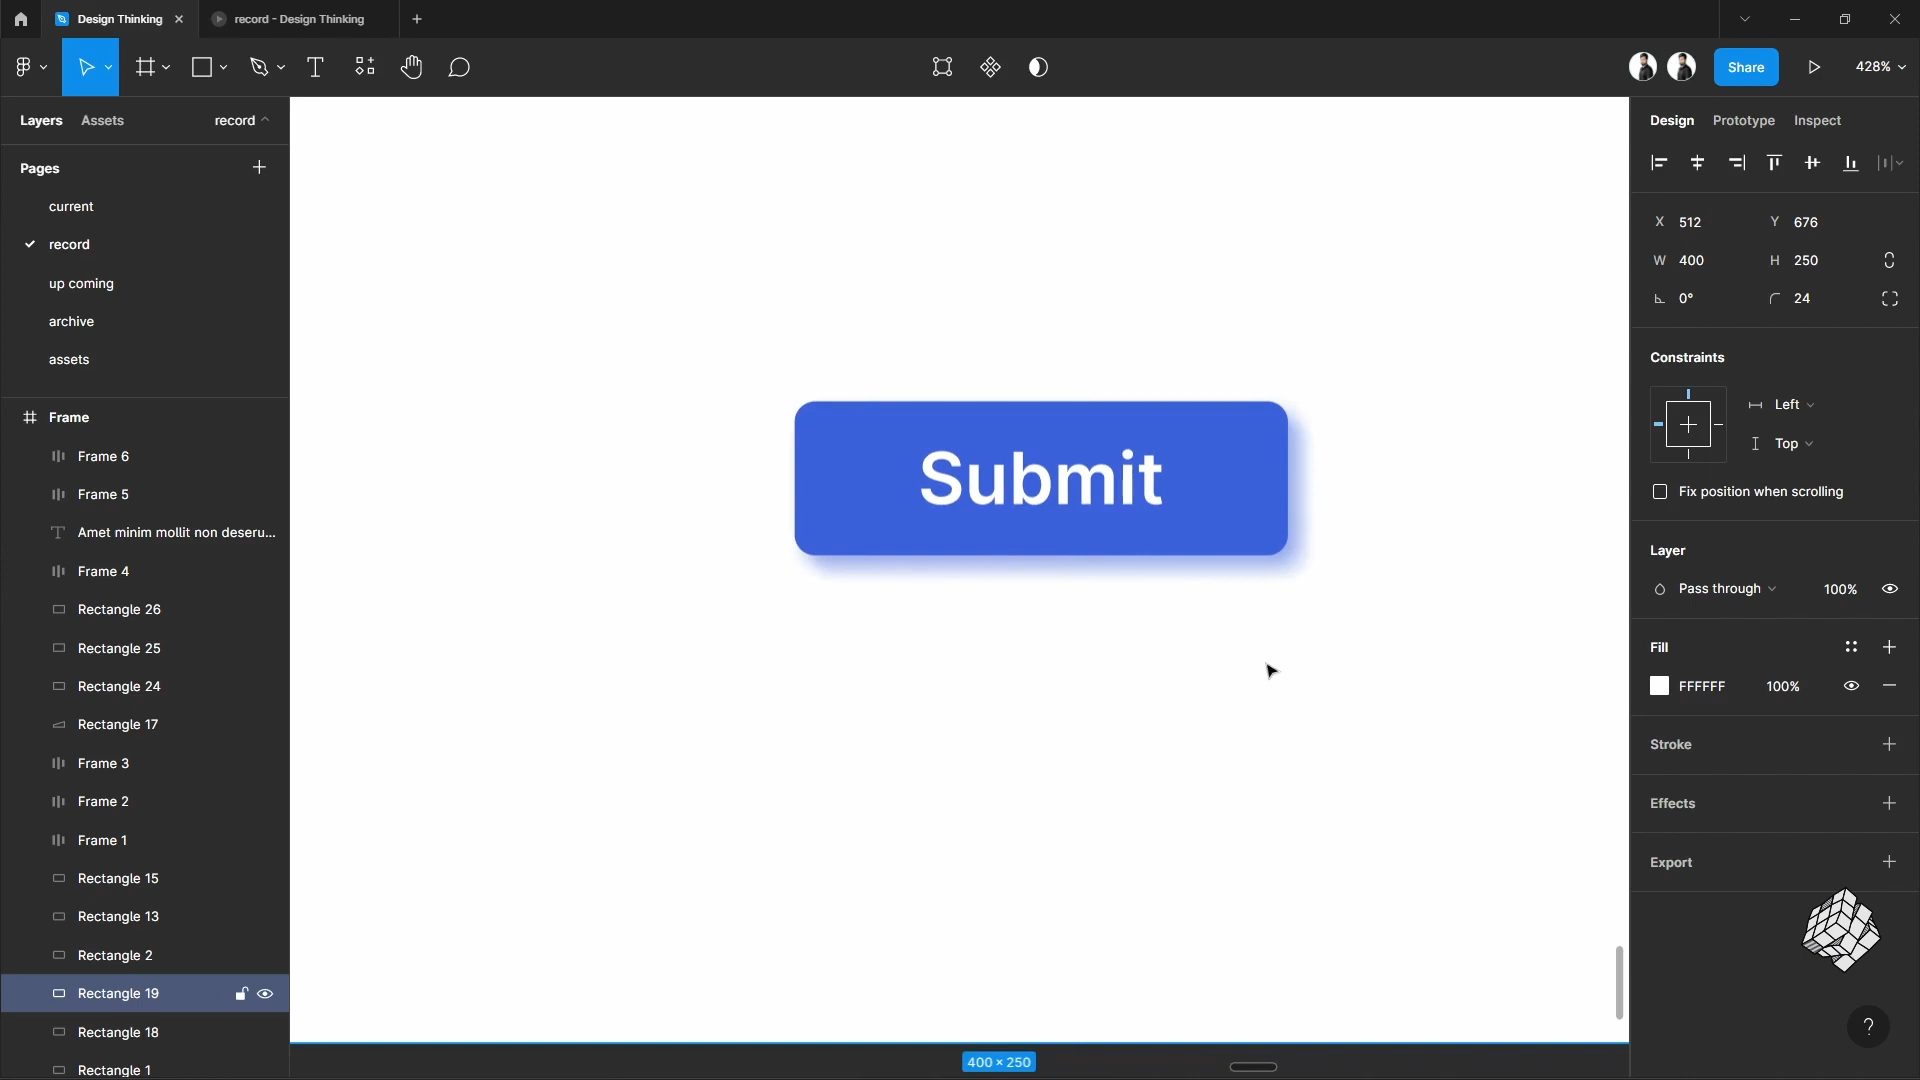 Design Thinking
record - Design Thinking
Share
428%
Layers
Assets
record
Pages
current
record
up coming
archive
assets
Frame
Frame 6
Frame 5
Amet minim mollit non deseru...
Frame 4
Rectangle 26
Rectangle 25
Rectangle 24
Rectangle 17
Frame 3
Frame 2
Frame 1
Rectangle 15
Rectangle 13
Rectangle 2
Rectangle 19
Rectangle 18
Rectangle 1
Submit
400 × 250
Design
Prototype
Inspect
X 512 Y 676
W 400 H 250
0° 24
Constraints
Left
Top
Fix position when scrolling
Layer
Pass through 100%
Fill
FFFFFF 100%
Stroke
Effects
Export
?